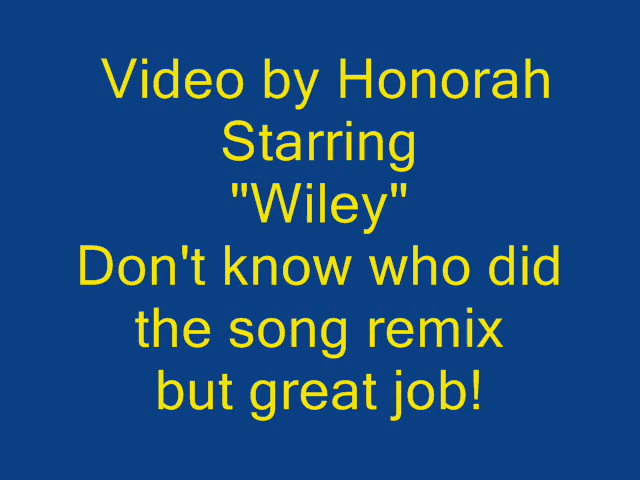 Video by Honorah
Starring
"Wiley"
Don't know who did
the song remix
but great job!